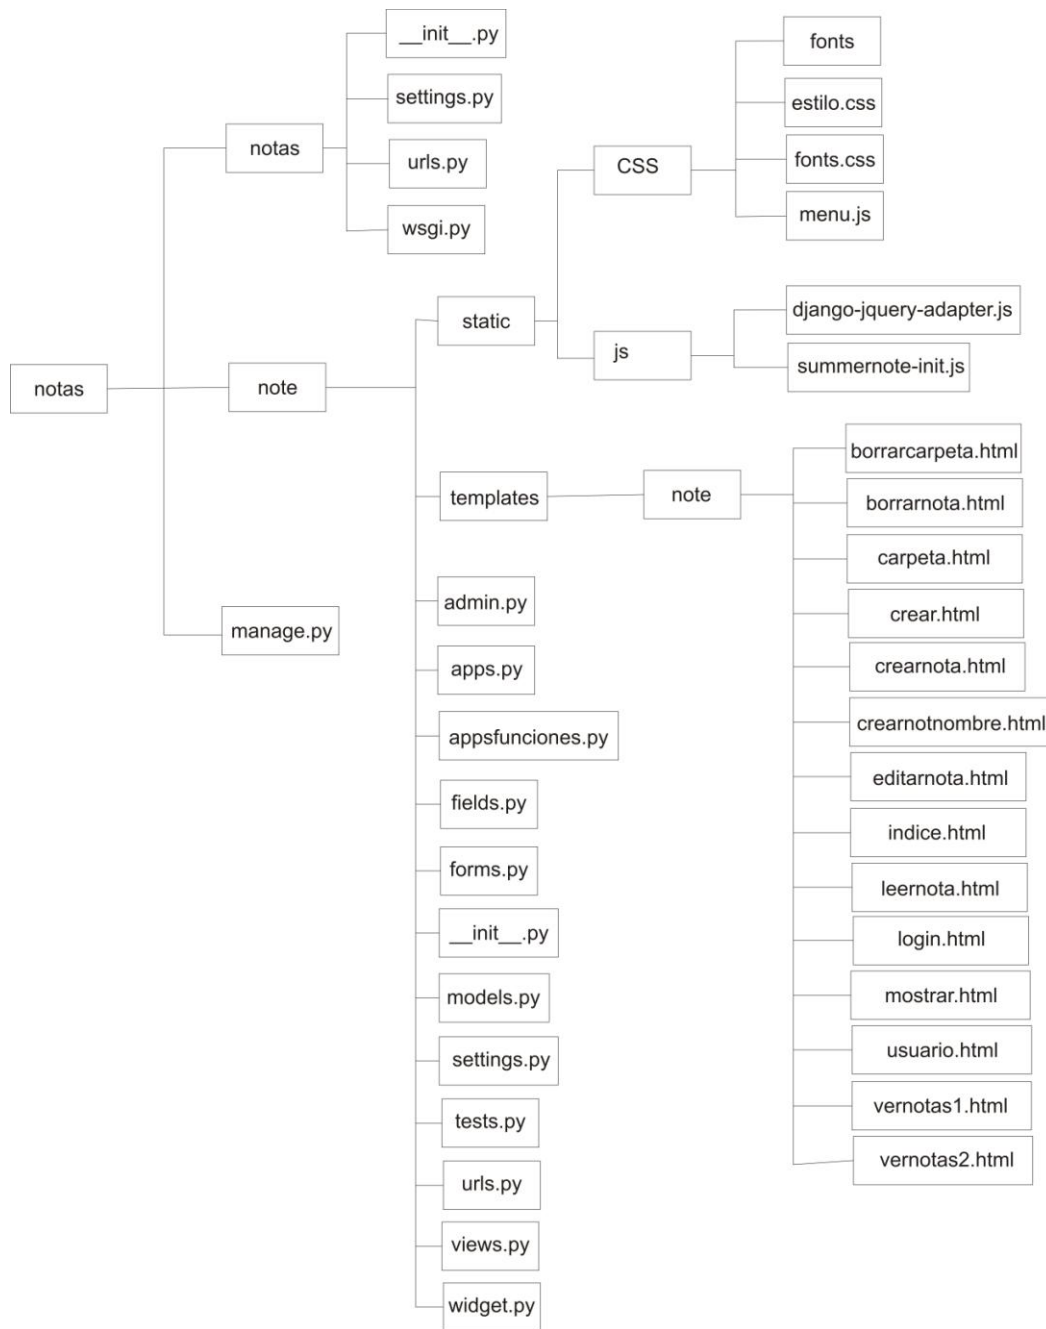 notas
notas
__init__.py
settings.py
urls.py
wsgi.py
note
static
CSS
fonts
estilo.css
fonts.css
menu.js
js
django-jquery-adapter.js
summernote-init.js
templates
note
borrarcarpeta.html
borrarnota.html
carpeta.html
crear.html
crearnota.html
crearnotnombre.html
editarnota.html
indice.html
leernota.html
login.html
mostrar.html
usuario.html
vernotas1.html
vernotas2.html
admin.py
apps.py
appsfunciones.py
fields.py
forms.py
__init__.py
models.py
settings.py
tests.py
urls.py
views.py
widget.py
manage.py